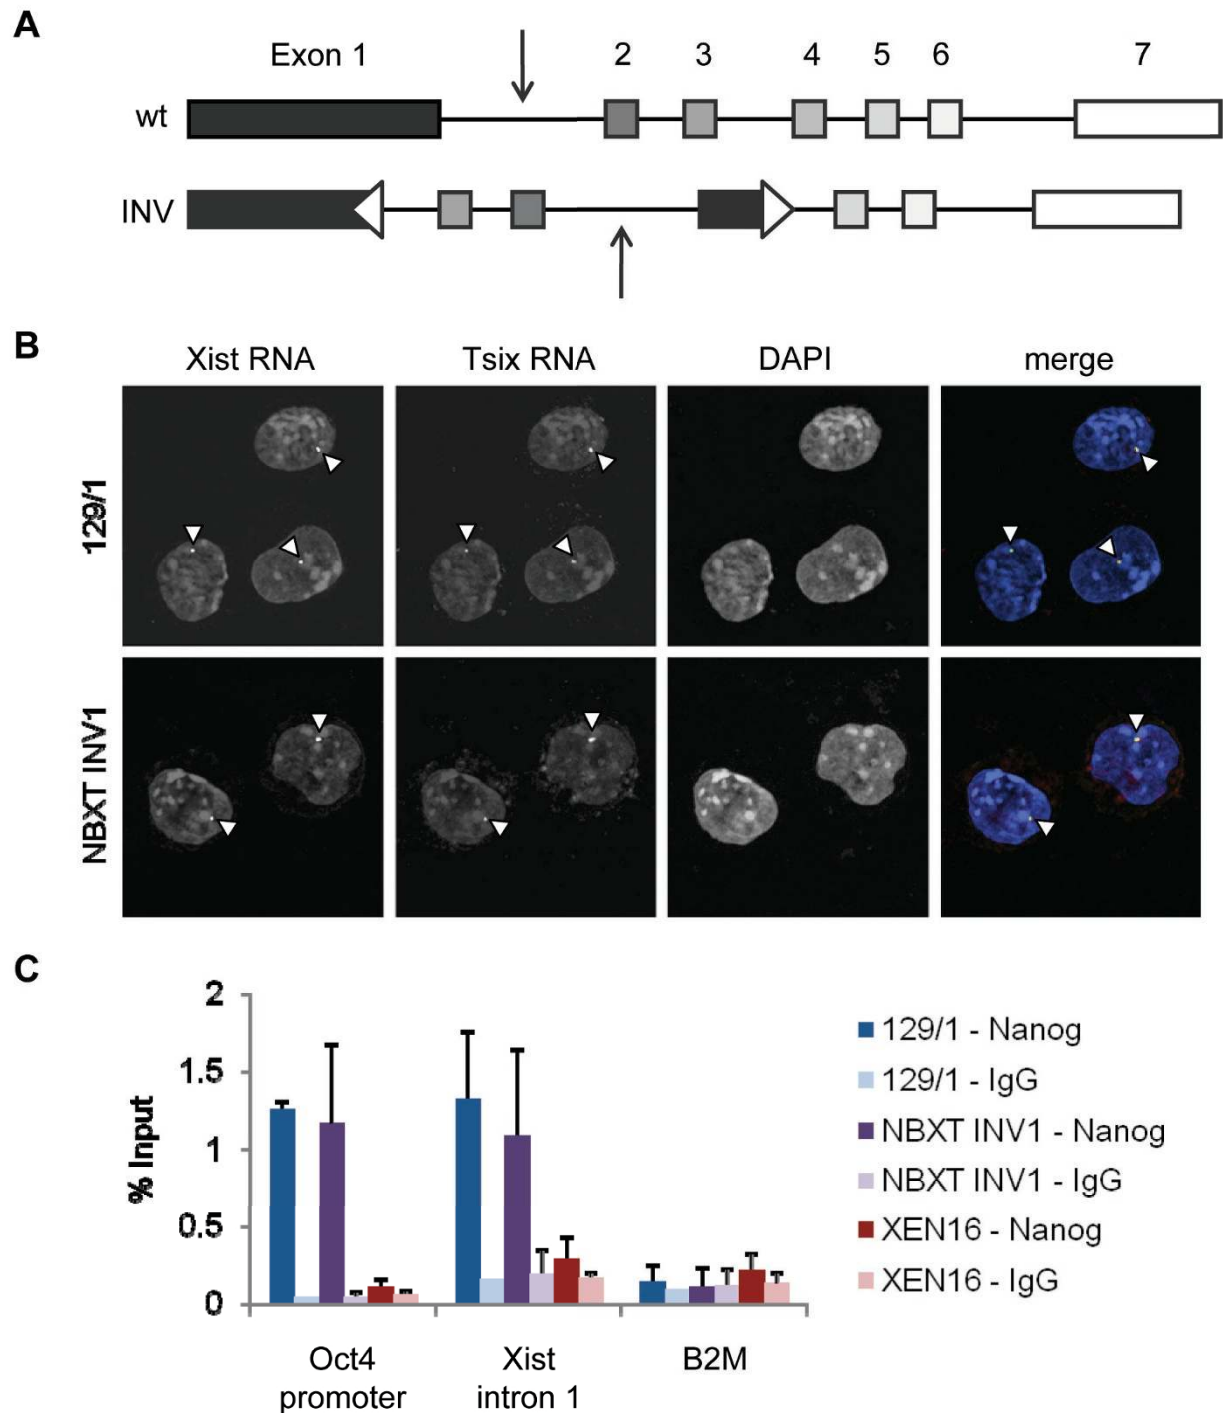 A
Exon 1 2 3 4 5 6 7
wt
INV
B
Xist RNA Tsix RNA DAPI merge
129/1
NBXT INV1
C
2
1.5
1
0.5
0
% Input
Oct4
promoter
Xist
intron 1
B2M
129/1 - Nanog
129/1 - IgG
NBXT INV1 - Nanog
NBXT INV1 - IgG
XEN16 - Nanog
XEN16 - IgG